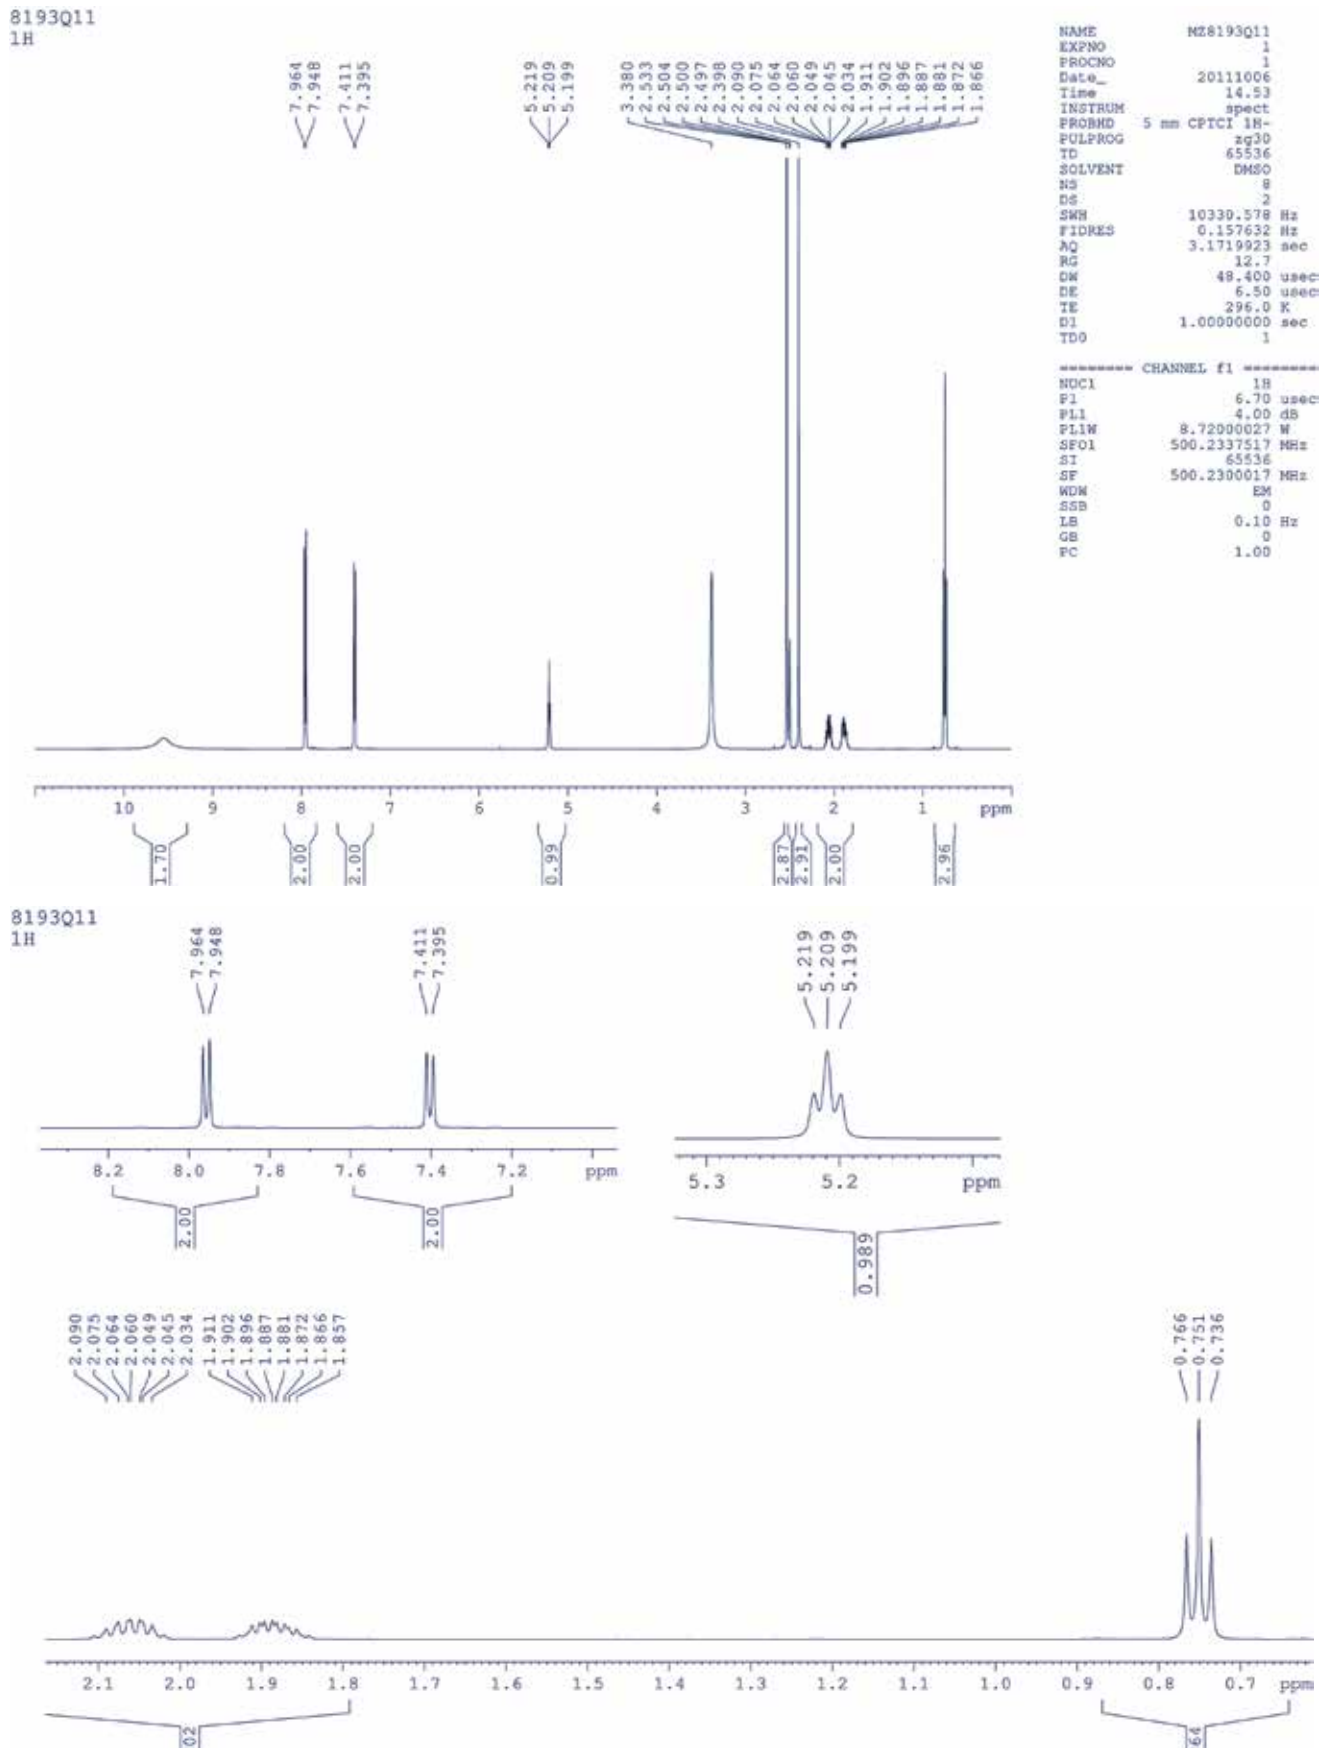 8193Q11
1H
7.964
7.948
7.411
7.395
5.219
5.209
5.199
3.380
2.533
2.504
2.500
2.497
2.398
2.090
2.075
2.064
2.060
2.049
2.045
2.034
1.911
1.902
1.896
1.887
1.881
1.872
1.866
NAME MZ8193Q11
EXPNO 1
PROCNO 1
Date_ 20111006
Time 14.53
INSTRUM spect
PROBHD 5 mm CPTCI 1H-
PULPROG zg30
TD 65536
SOLVENT DMSO
NS 8
DS 2
SWH 10330.578 Hz
FIDRES 0.157632 Hz
AQ 3.1719923 sec
RG 12.7
DW 48.400 usec
DE 6.50 usec
TE 296.0 K
D1 1.00000000 sec
TD0 1
======== CHANNEL f1 ========
NUC1 1H
P1 6.70 usec
PL1 4.00 dB
PL1W 8.72000027 W
SFO1 500.2337517 MHz
SI 65536
SF 500.2300017 MHz
WDW EM
SSB 0
LB 0.10 Hz
GB 0
PC 1.00
10 9 8 7 6 5 4 3 2 1 ppm
1.70 2.00 2.00 0.99 2.87 2.91 2.00 2.96
8193Q11
1H
7.964
7.948
7.411
7.395
8.2 8.0 7.8 7.6 7.4 7.2 ppm
2.00 2.00
5.219
5.209
5.199
5.3 5.2 ppm
0.989
2.090
2.075
2.064
2.060
2.049
2.045
2.034
1.911
1.902
1.896
1.887
1.881
1.872
1.866
1.857
0.766
0.751
0.736
2.1 2.0 1.9 1.8 1.7 1.6 1.5 1.4 1.3 1.2 1.1 1.0 0.9 0.8 0.7 ppm
02 64